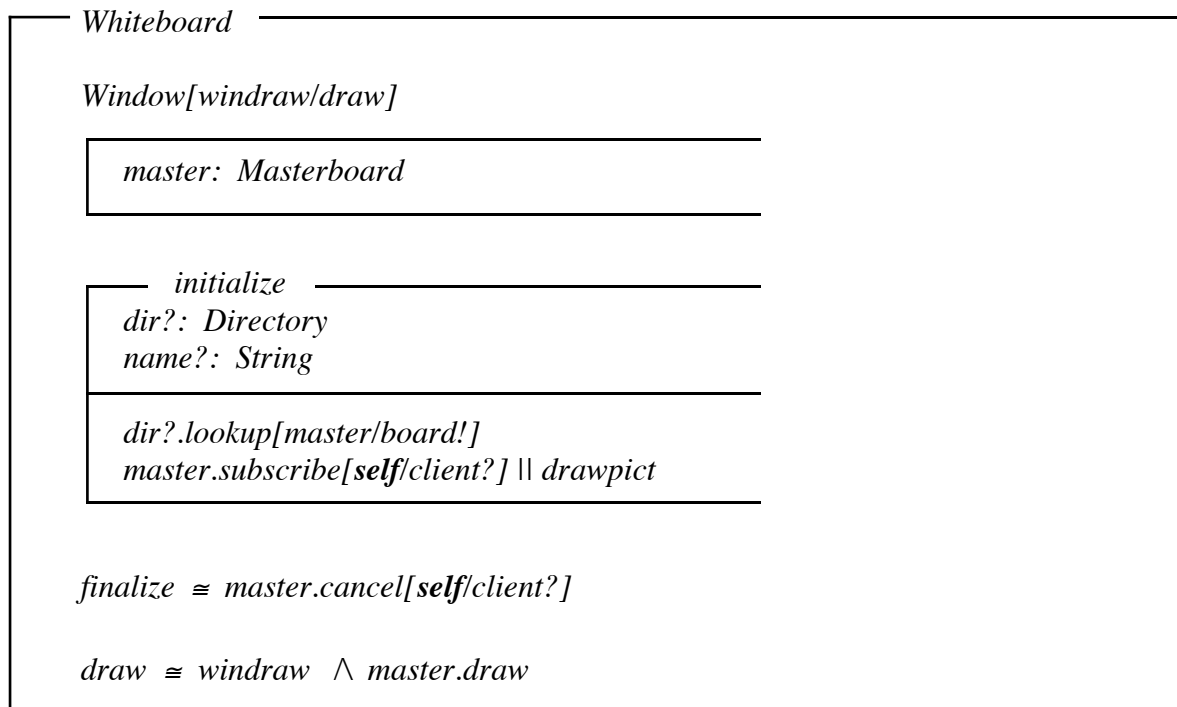 Whiteboard
Window[windraw/draw]
master: Masterboard
initialize
dir?: Directory
name?: String
dir?.lookup[master/board!]
master.subscribe[self/client?] || drawpict
finalize ≅ master.cancel[self/client?]
draw ≅ windraw /\ master.draw